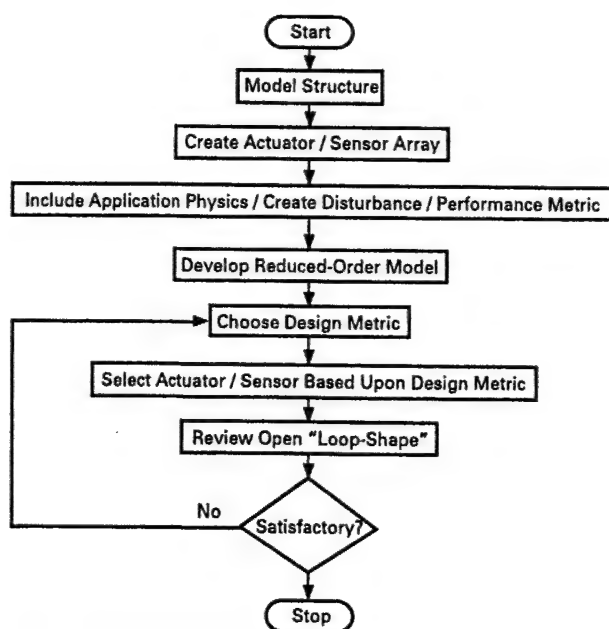 Start
Model Structure
Create Actuator / Sensor Array
Include Application Physics / Create Disturbance / Performance Metric
Develop Reduced-Order Model
Choose Design Metric
Select Actuator / Sensor Based Upon Design Metric
Review Open “Loop-Shape”
No
Satisfactory?
Stop